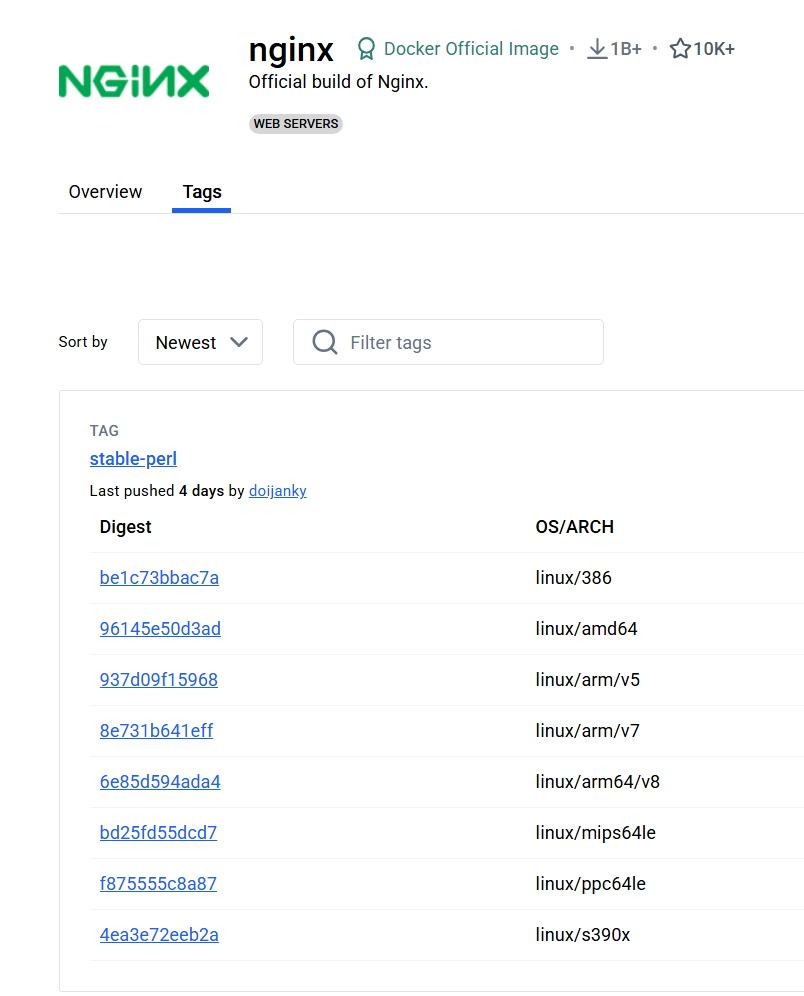 NGINX
nginx Docker Official Image • 1B+ • 10K+
Official build of Nginx.
WEB SERVERS
Overview Tags
Sort by Newest Filter tags
TAG
stable-perl
Last pushed 4 days by doijanky
Digest OS/ARCH
be1c73bbac7a linux/386
96145e50d3ad linux/amd64
937d09f15968 linux/arm/v5
8e731b641eff linux/arm/v7
6e85d594ada4 linux/arm64/v8
bd25fd55dcd7 linux/mips64le
f875555c8a87 linux/ppc64le
4ea3e72eeb2a linux/s390x